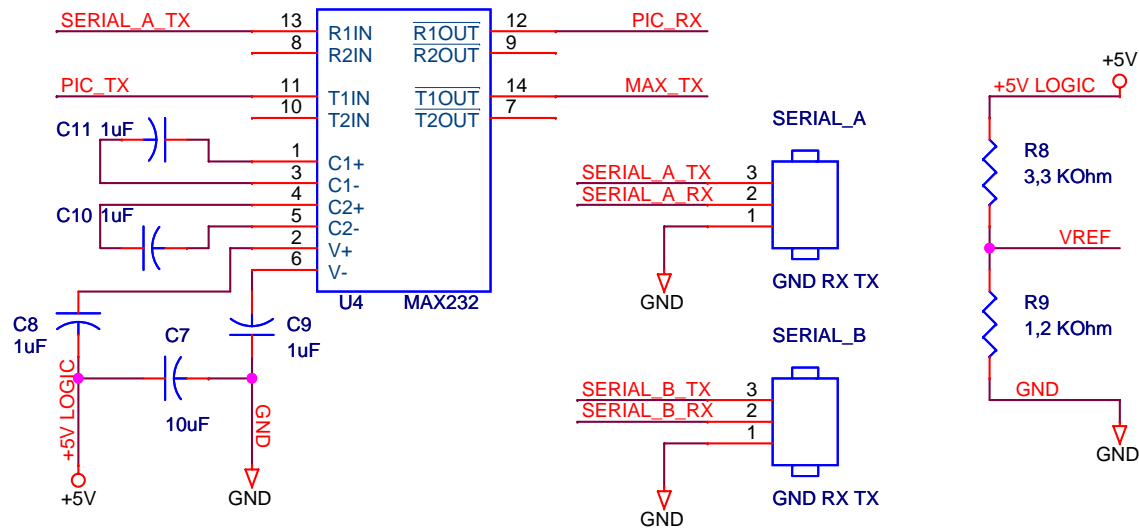 SERIAL_A_TX 13 R1IN R1OUT 12 PIC_RX
8 R2IN R2OUT 9
PIC_TX 11 T1IN T1OUT 14 MAX_TX
10 T2IN T2OUT 7
C11 1uF
1 C1+
3 C1-
4 C2+
C10 1uF
5 C2-
2 V+
6 V-
U4 MAX232
C8
1uF
C7
10uF
C9
1uF
+5V LOGIC
+5V
GND
GND
SERIAL_A
SERIAL_A_TX 3
SERIAL_A_RX 2
1
GND
GND RX TX
SERIAL_B
SERIAL_B_TX 3
SERIAL_B_RX 2
1
GND
GND RX TX
+5V
+5V LOGIC
R8
3,3 KOhm
VREF
R9
1,2 KOhm
GND
GND